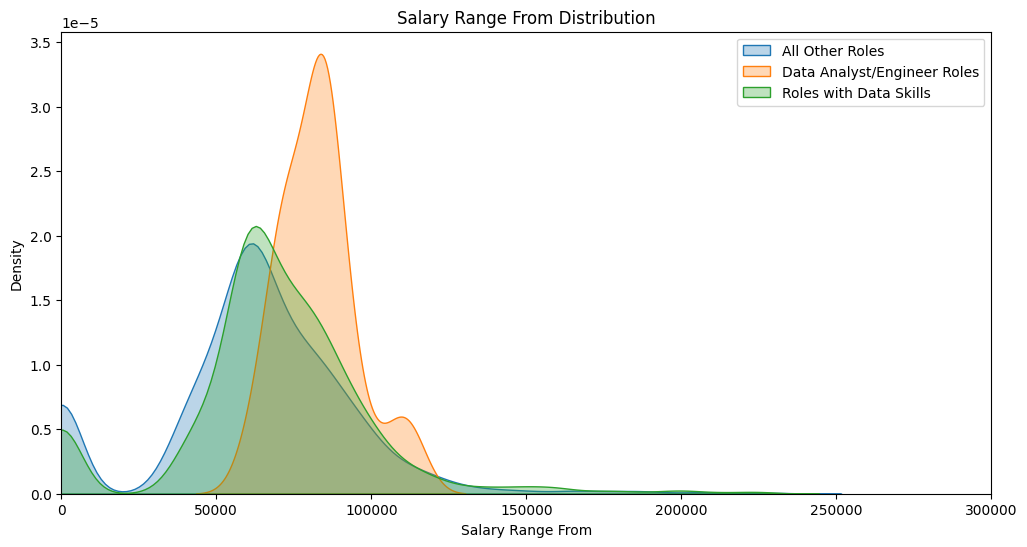 Salary Range From Distribution
1e−5
All Other Roles
Data Analyst/Engineer Roles
Roles with Data Skills
Density
3.5
3.0
2.5
2.0
1.5
1.0
0.5
0.0
0 50000 100000 150000 200000 250000 300000
Salary Range From